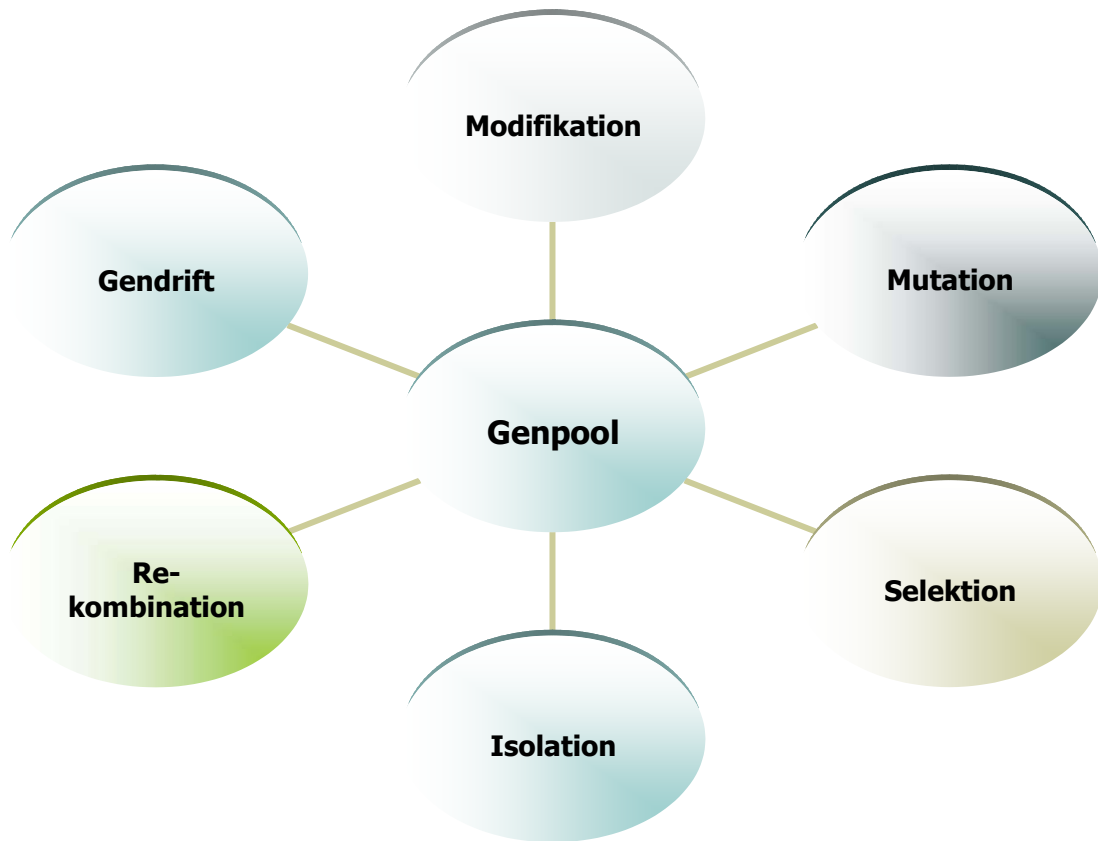 Modifikation
Gendrift
Mutation
Genpool
Re-
kombination
Selektion
Isolation